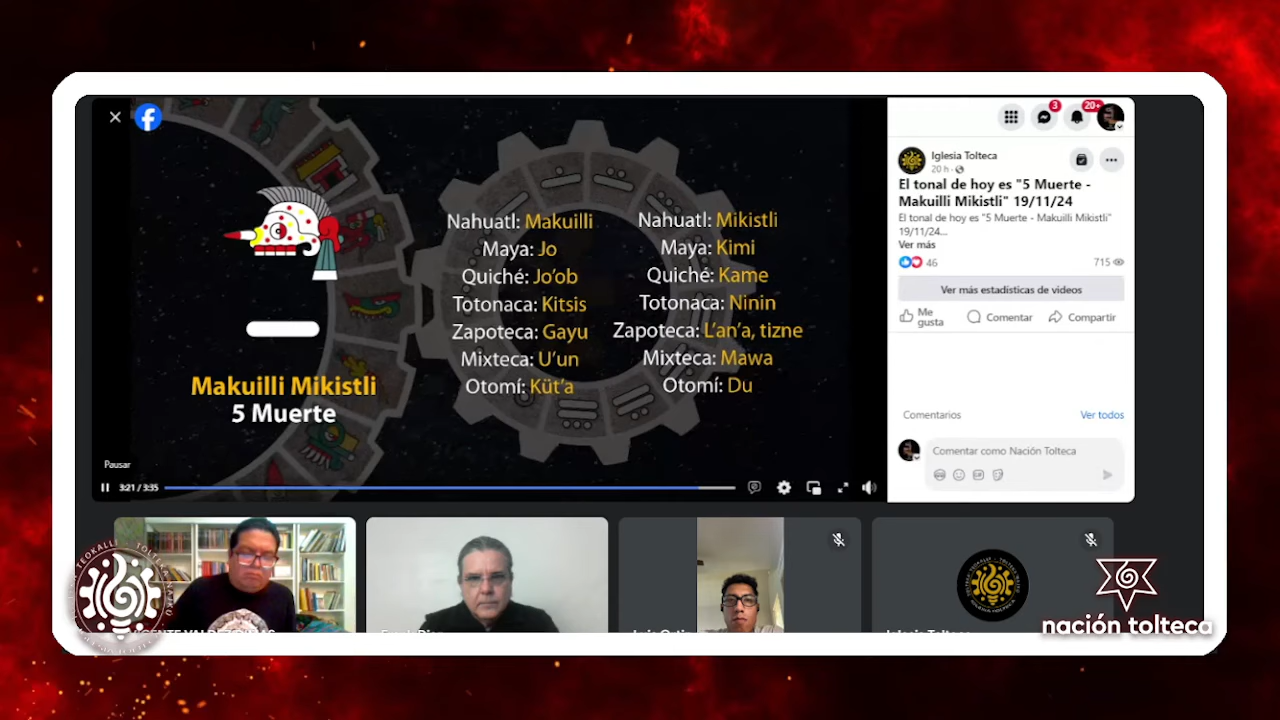 Nahuatl: Makuilli
Maya: Jo
Quiché: Jo'ob
Totonaca: Kitsis
Zapoteca: Gayu
Mixteca: U'un
Otomí: Küt'a
Nahuatl: Mikistli
Maya: Kimi
Quiché: Kame
Totonaca: Ninin
Zapoteca: L'an'a, tizne
Mixteca: Mawa
Otomí: Du
Makuilli Mikistli
5 Muerte
Pausar
3:21 / 3:35
3
20+
Iglesia Tolteca
20 h
El tonal de hoy es "5 Muerte -
Makuilli Mikistli" 19/11/24
El tonal de hoy es "5 Muerte - Makuilli Mikistli"
19/11/24...
Ver más
46
715
Ver más estadísticas de videos
Me gusta
Comentar
Compartir
Comentarios
Ver todos
Comentar como Nación Tolteca
TEOKALLI TOLTEKA
nación tolteca